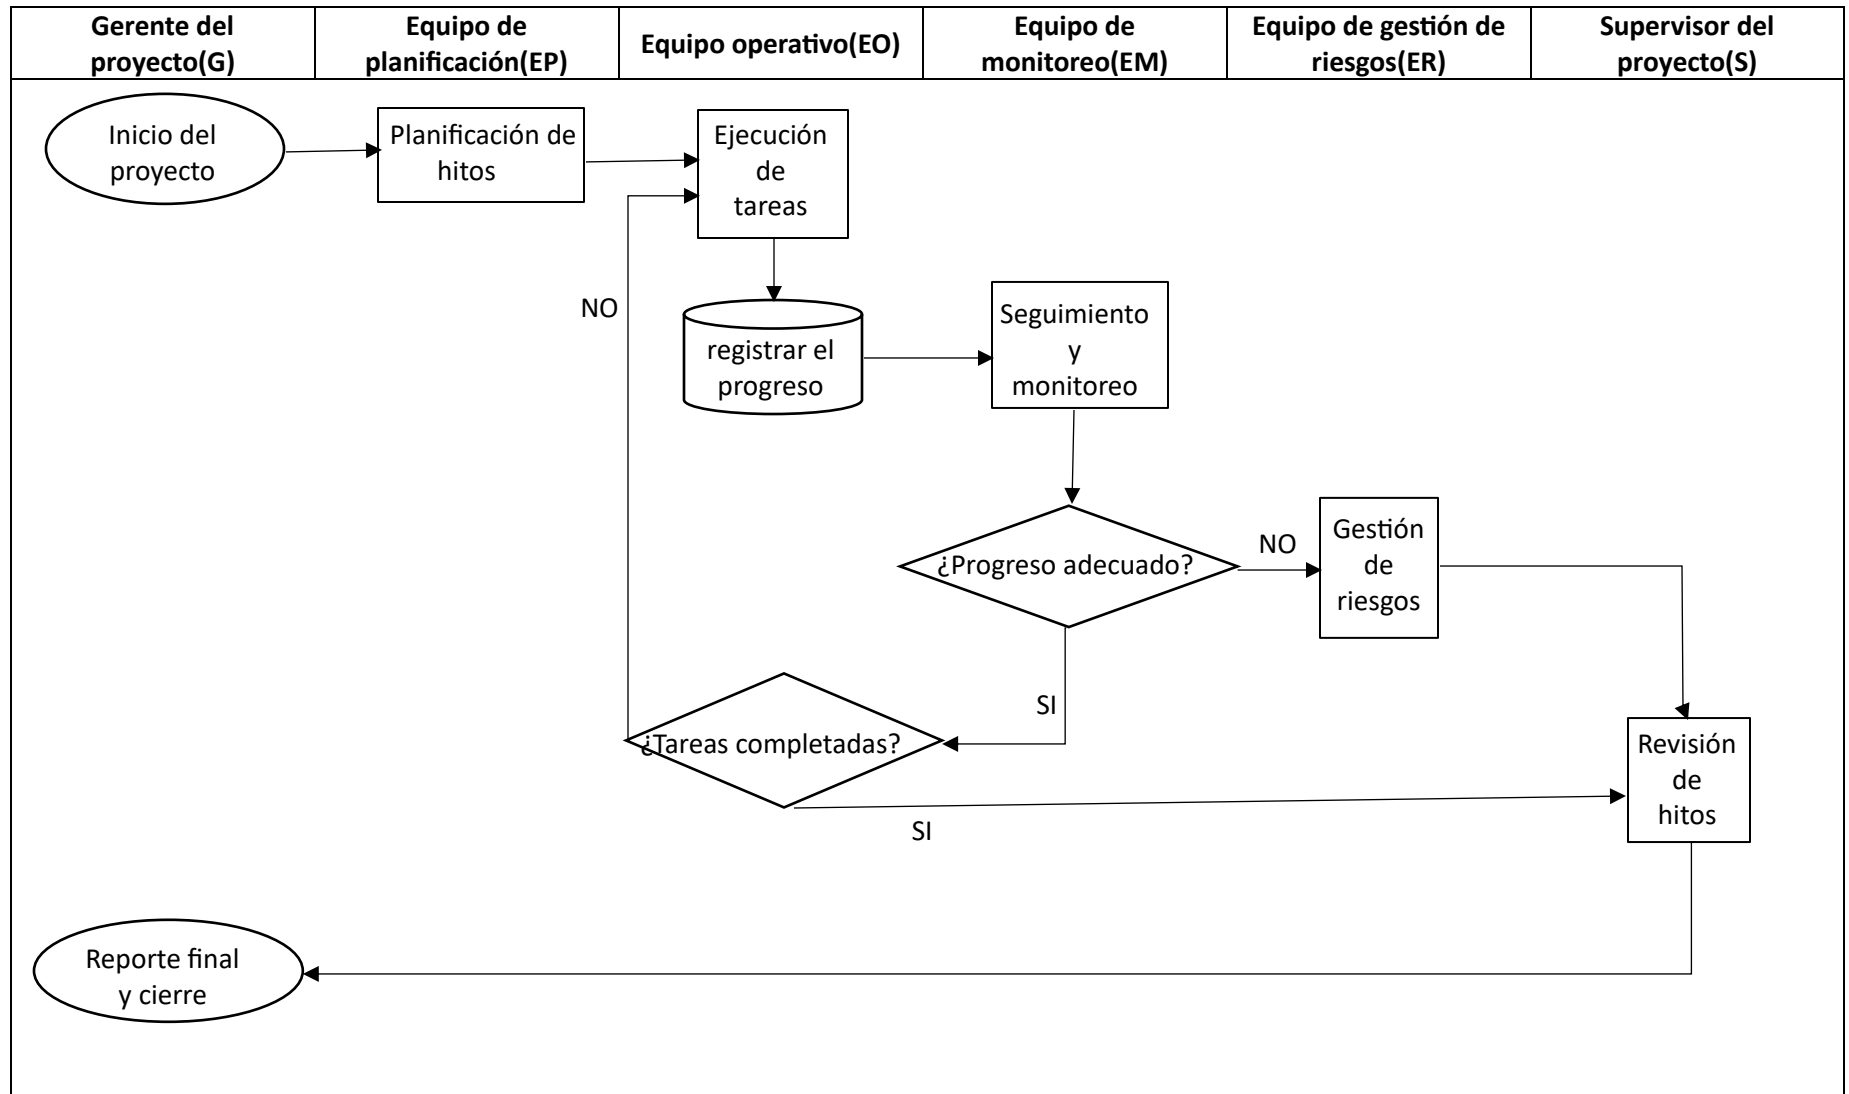 Gerente del
proyecto(G)
Equipo de
planificación(EP)
Equipo operativo(EO)
Equipo de
monitoreo(EM)
Equipo de gestión de
riesgos(ER)
Supervisor del
proyecto(S)
Inicio del
proyecto
Planificación de
hitos
Ejecución
de
tareas
NO
registrar el
progreso
Seguimiento
y
monitoreo
¿Progreso adecuado?
NO
Gestión
de
riesgos
SI
¿Tareas completadas?
SI
Revisión
de
hitos
Reporte final
y cierre